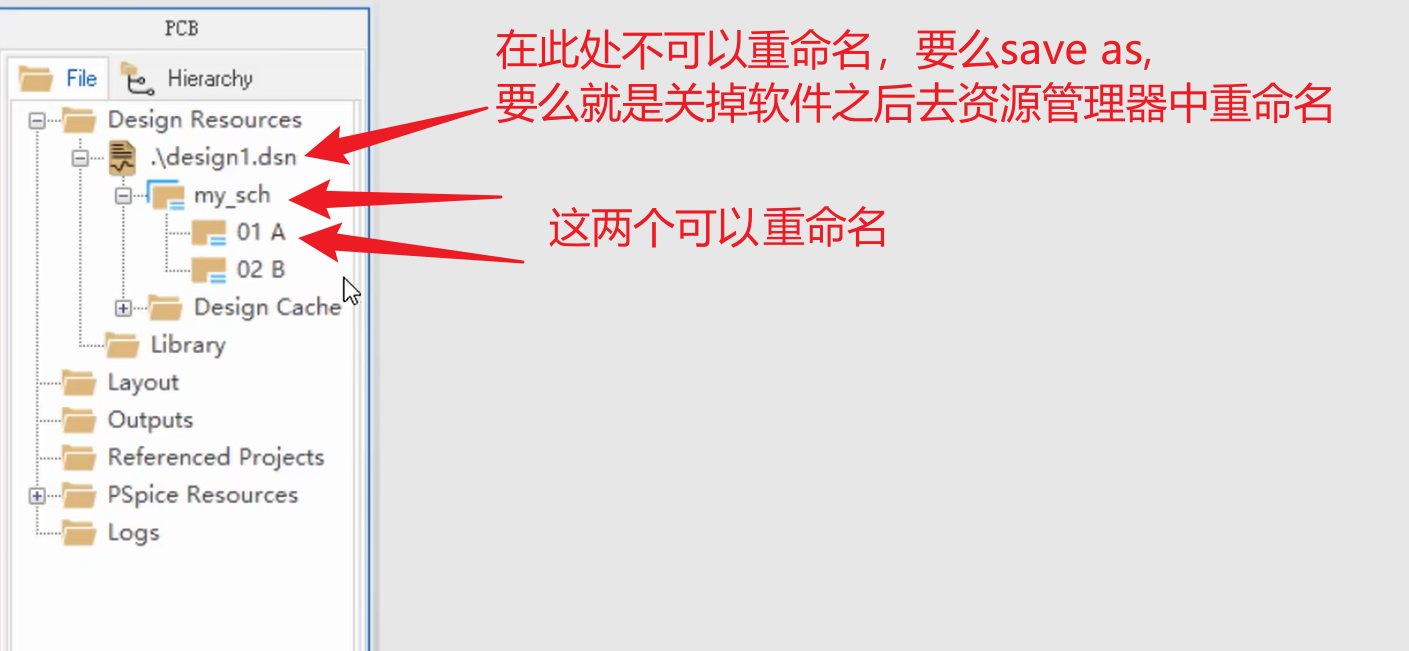 PCB
File
Hierarchy
在此处不可以重命名，要么save as,
要么就是关掉软件之后去资源管理器中重命名
Design Resources
.\design1.dsn
my_sch
这两个可以重命名
01 A
02 B
Design Cache
Library
Layout
Outputs
Referenced Projects
PSpice Resources
Logs